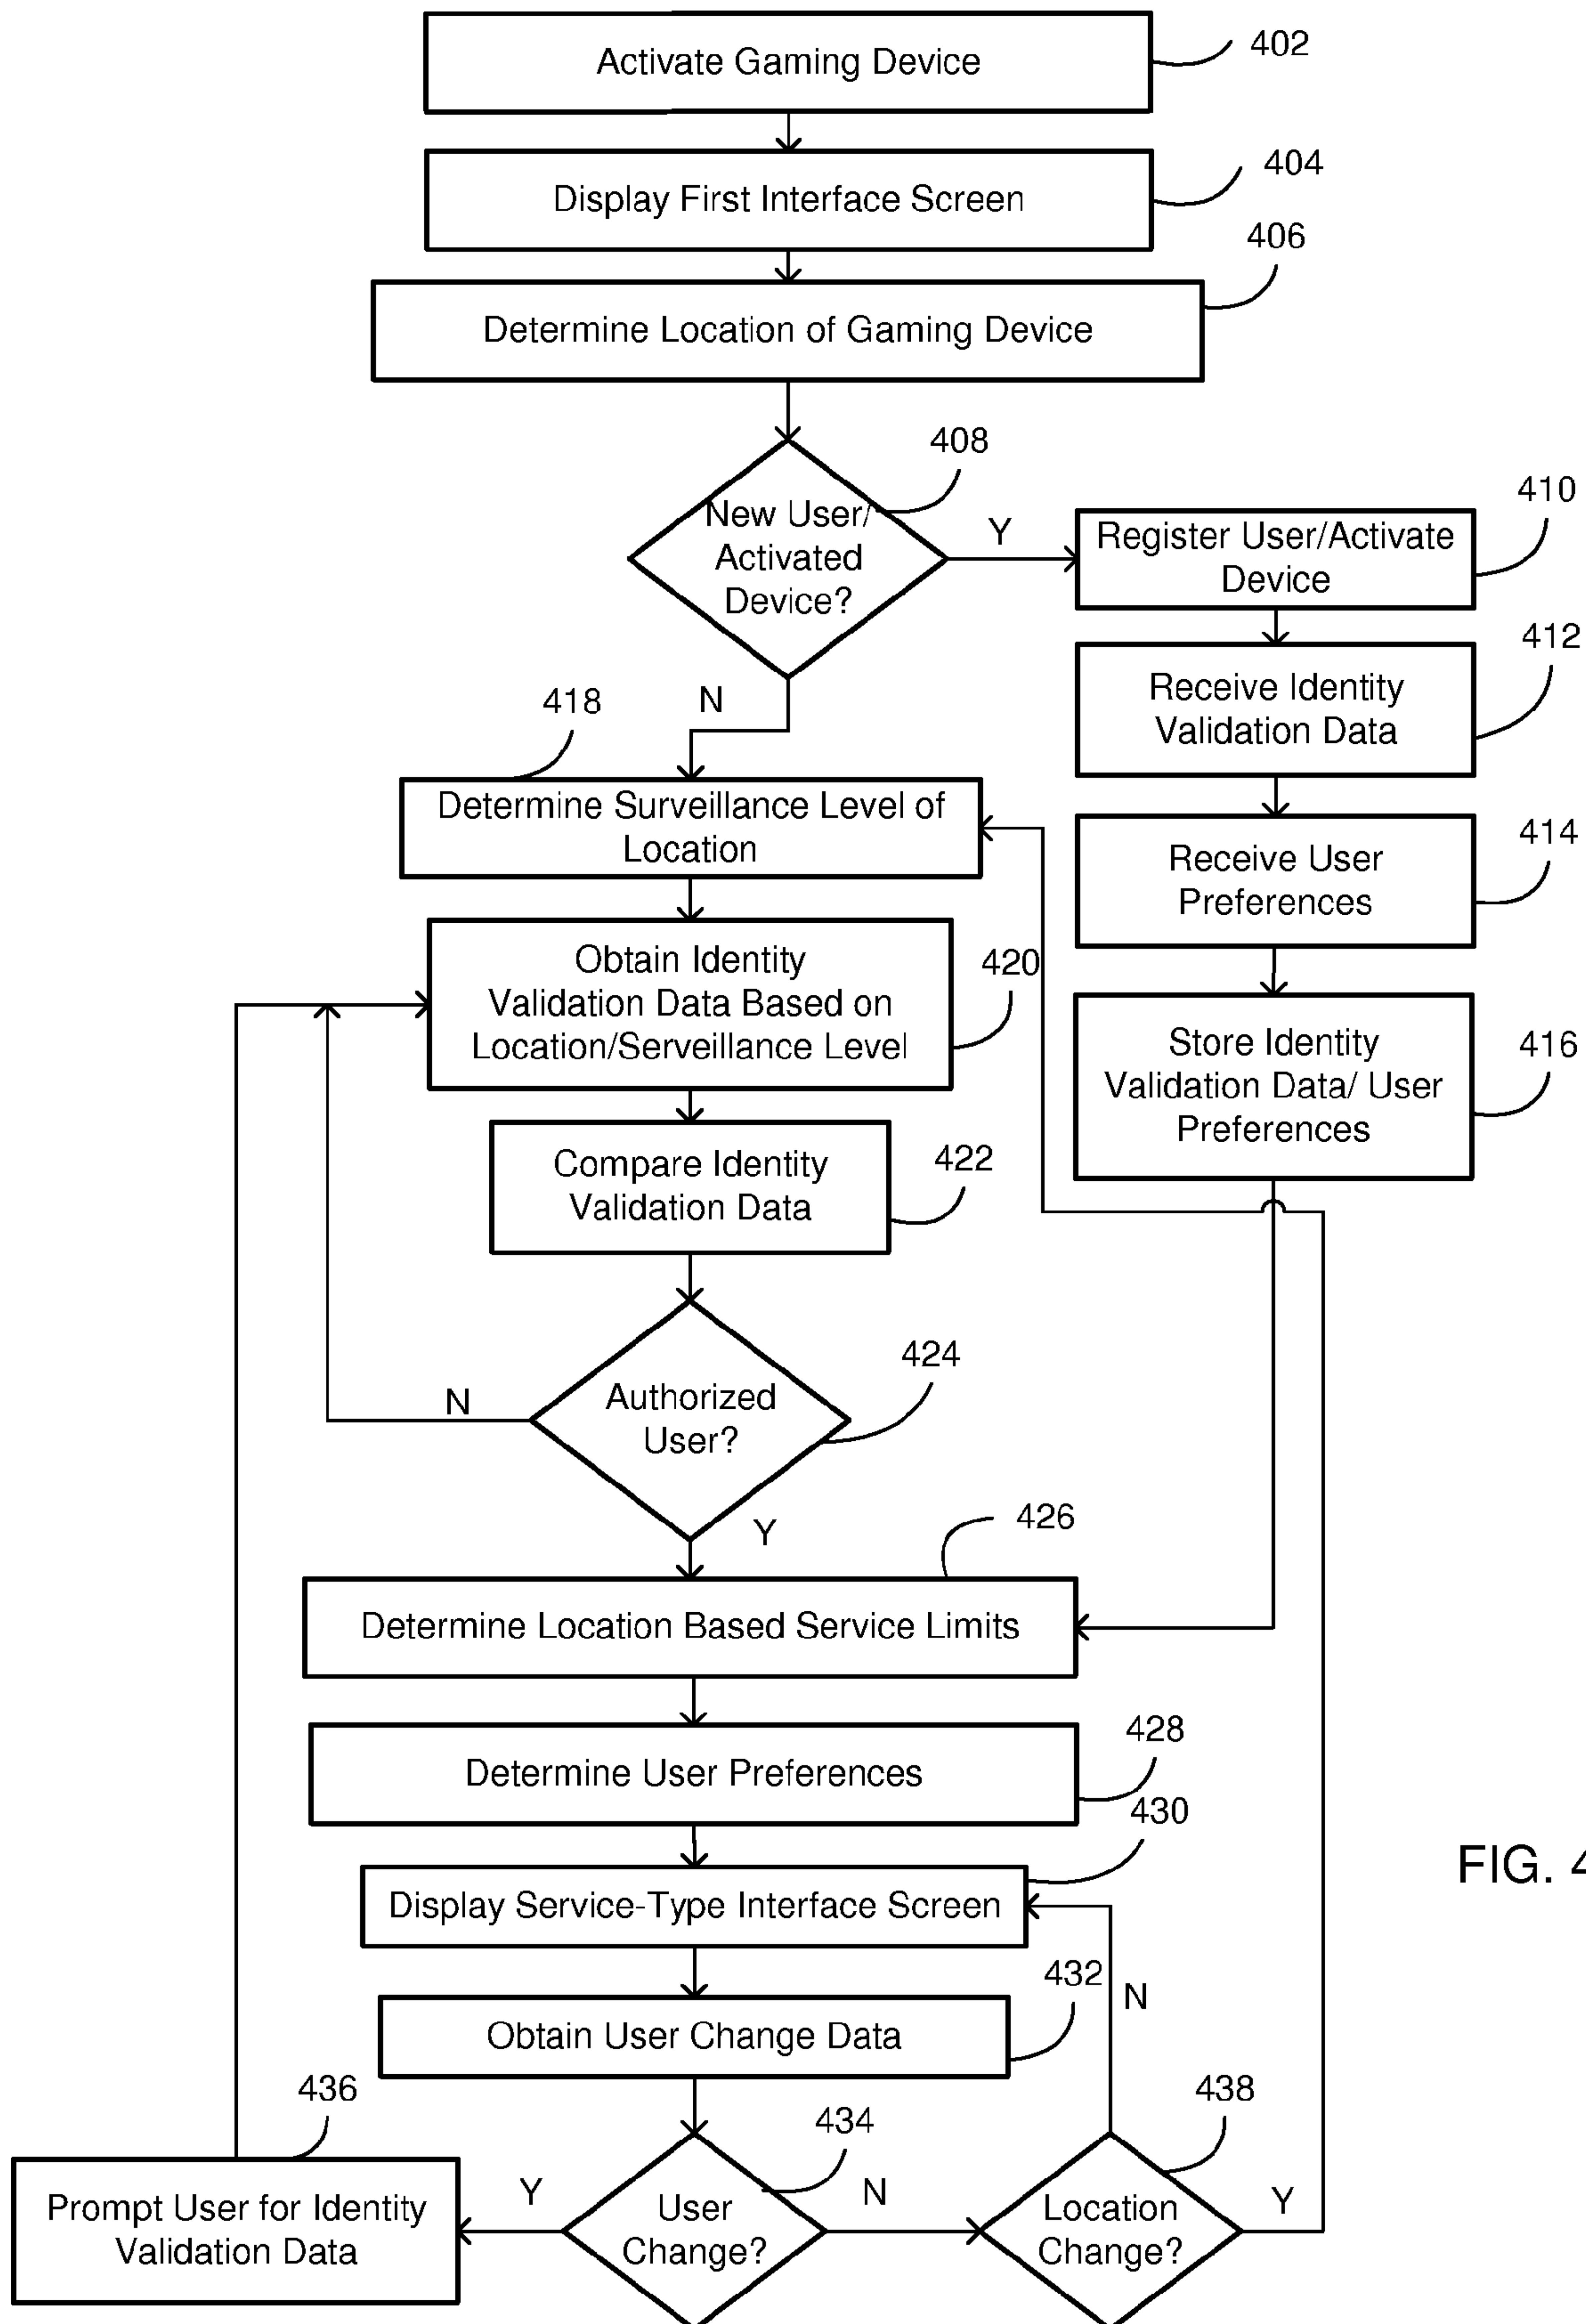 Activate Gaming Device
402
Display First Interface Screen
404
406
Determine Location of Gaming Device
408
New User/
Activated
Device?
Y
N
410
Register User/Activate
Device
412
Receive Identity
Validation Data
414
Receive User
Preferences
416
Store Identity
Validation Data/ User
Preferences
418
Determine Surveillance Level of
Location
420
Obtain Identity
Validation Data Based on
Location/Serveillance Level
422
Compare Identity
Validation Data
424
Authorized
User?
N
Y
426
Determine Location Based Service Limits
428
Determine User Preferences
430
Display Service-Type Interface Screen
FIG. 4
432
Obtain User Change Data
N
434
User
Change?
Y
N
436
Prompt User for Identity
Validation Data
438
Location
Change?
Y